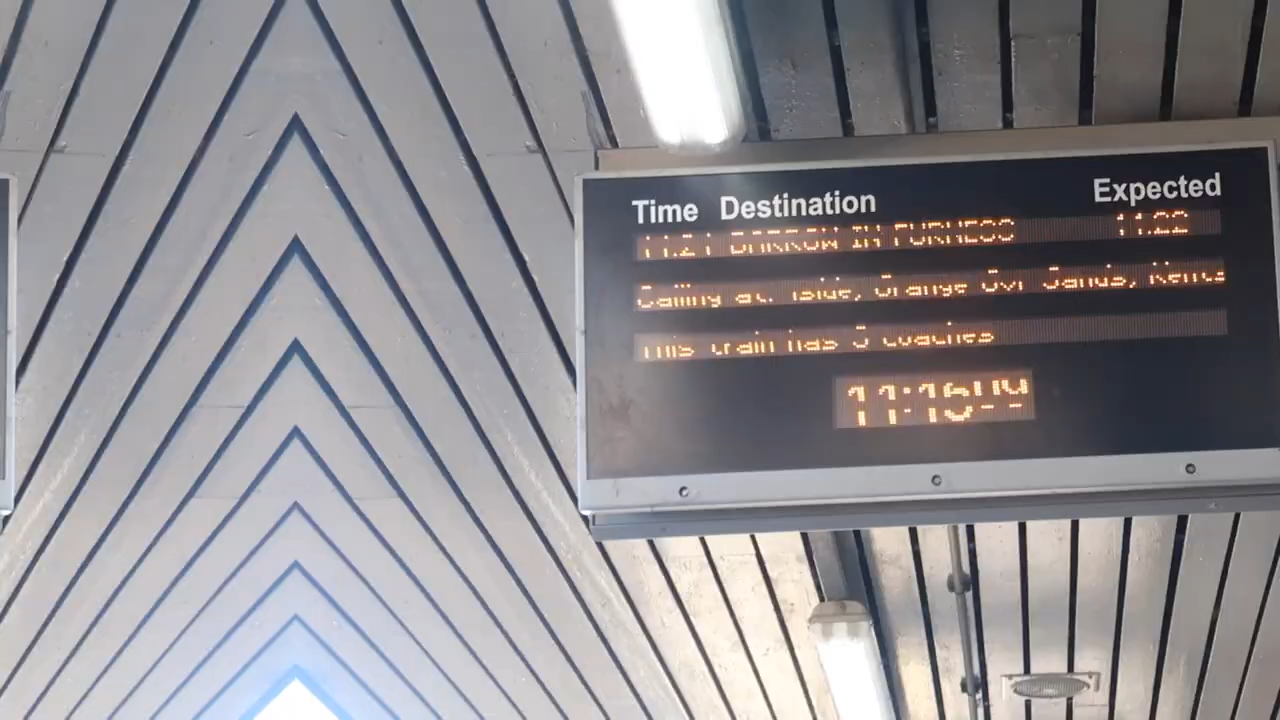 Time Destination Expected
11:21 BARROW IN FURNESS 11:22
Calling at: Grange Ovr Sands, Kents
This train has coaches
11:16